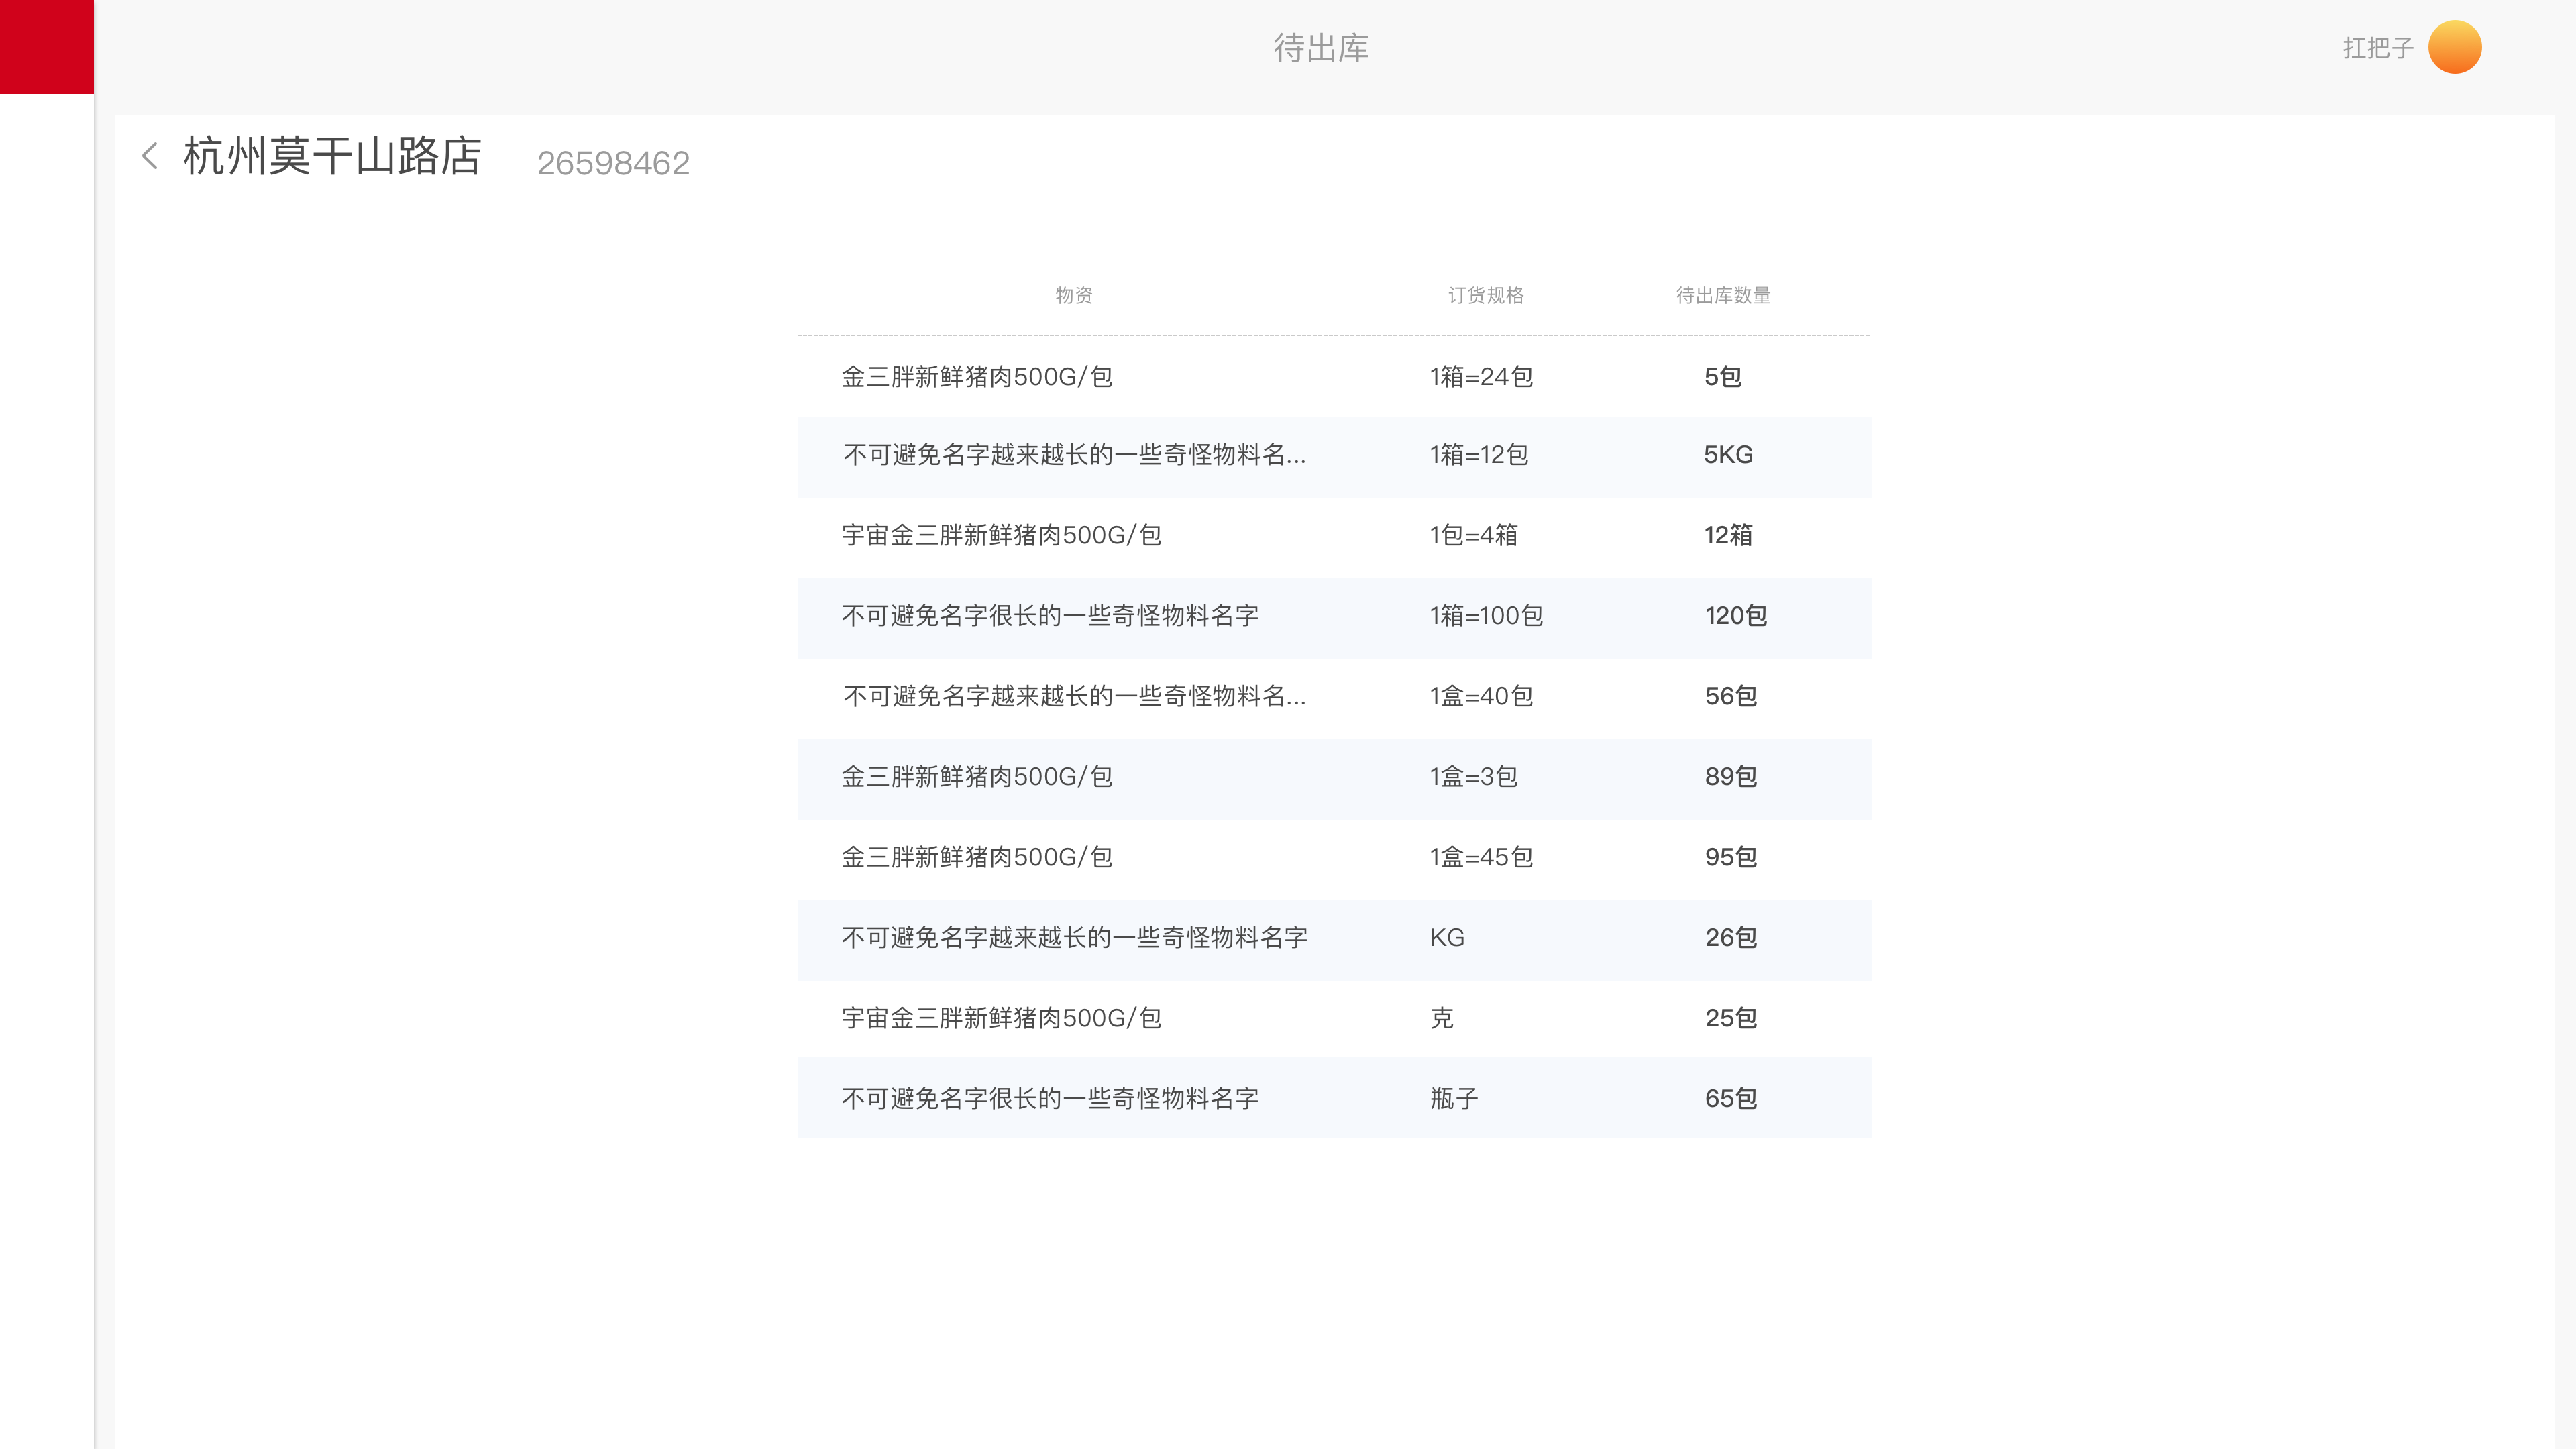 待出库
扛把子
杭州莫干山路店 26598462
物资 订货规格 待出库数量
金三胖新鲜猪肉500G/包 1箱=24包 5包
不可避免名字越来越长的一些奇怪物料名... 1箱=12包 5KG
宇宙金三胖新鲜猪肉500G/包 1包=4箱 12箱
不可避免名字很长的一些奇怪物料名字 1箱=100包 120包
不可避免名字越来越长的一些奇怪物料名... 1盒=40包 56包
金三胖新鲜猪肉500G/包 1盒=3包 89包
金三胖新鲜猪肉500G/包 1盒=45包 95包
不可避免名字越来越长的一些奇怪物料名字 KG 26包
宇宙金三胖新鲜猪肉500G/包 克 25包
不可避免名字很长的一些奇怪物料名字 瓶子 65包